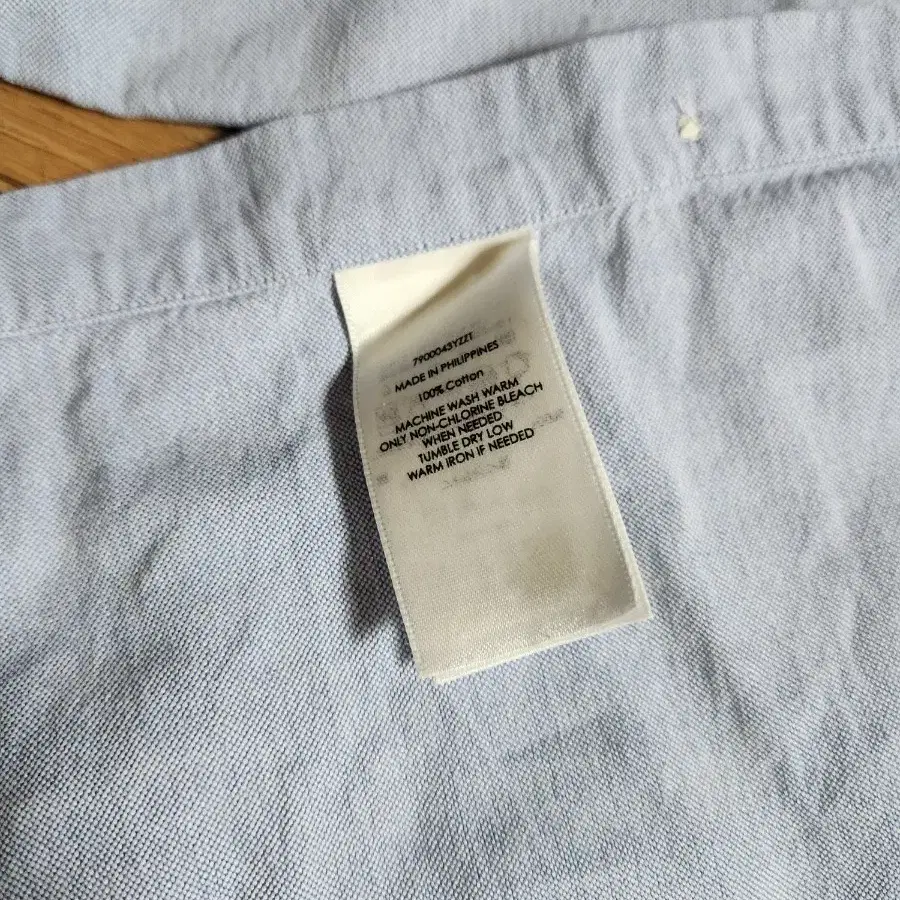 7900043YZZT
MADE IN PHILIPPINES
100% Cotton
MACHINE WASH WARM
ONLY NON-CHLORINE BLEACH
WHEN NEEDED
TUMBLE DRY LOW
WARM IRON IF NEEDED